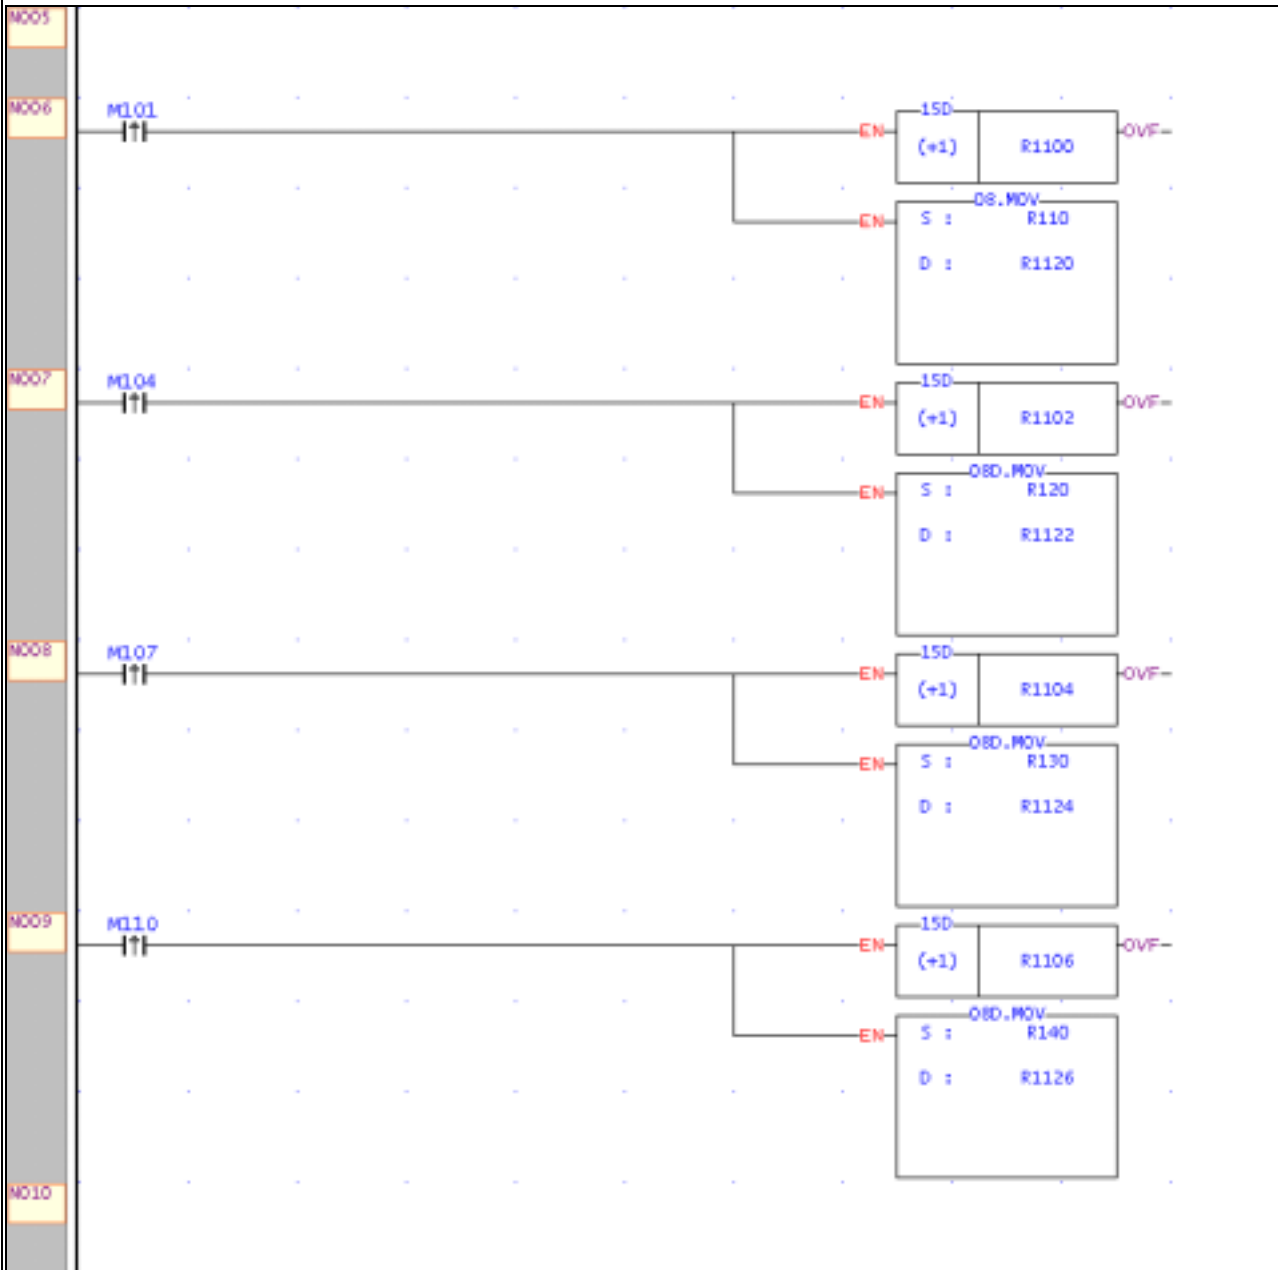 N005
N006
M101
EN
15D
(+1)
R1100
OVF
08.MOV
EN
S :
R110
D :
R1120
N007
M104
EN
15D
(+1)
R1102
OVF
08D.MOV
EN
S :
R120
D :
R1122
N008
M107
EN
15D
(+1)
R1104
OVF
08D.MOV
EN
S :
R130
D :
R1124
N009
M110
EN
15D
(+1)
R1106
OVF
08D.MOV
EN
S :
R140
D :
R1126
N010